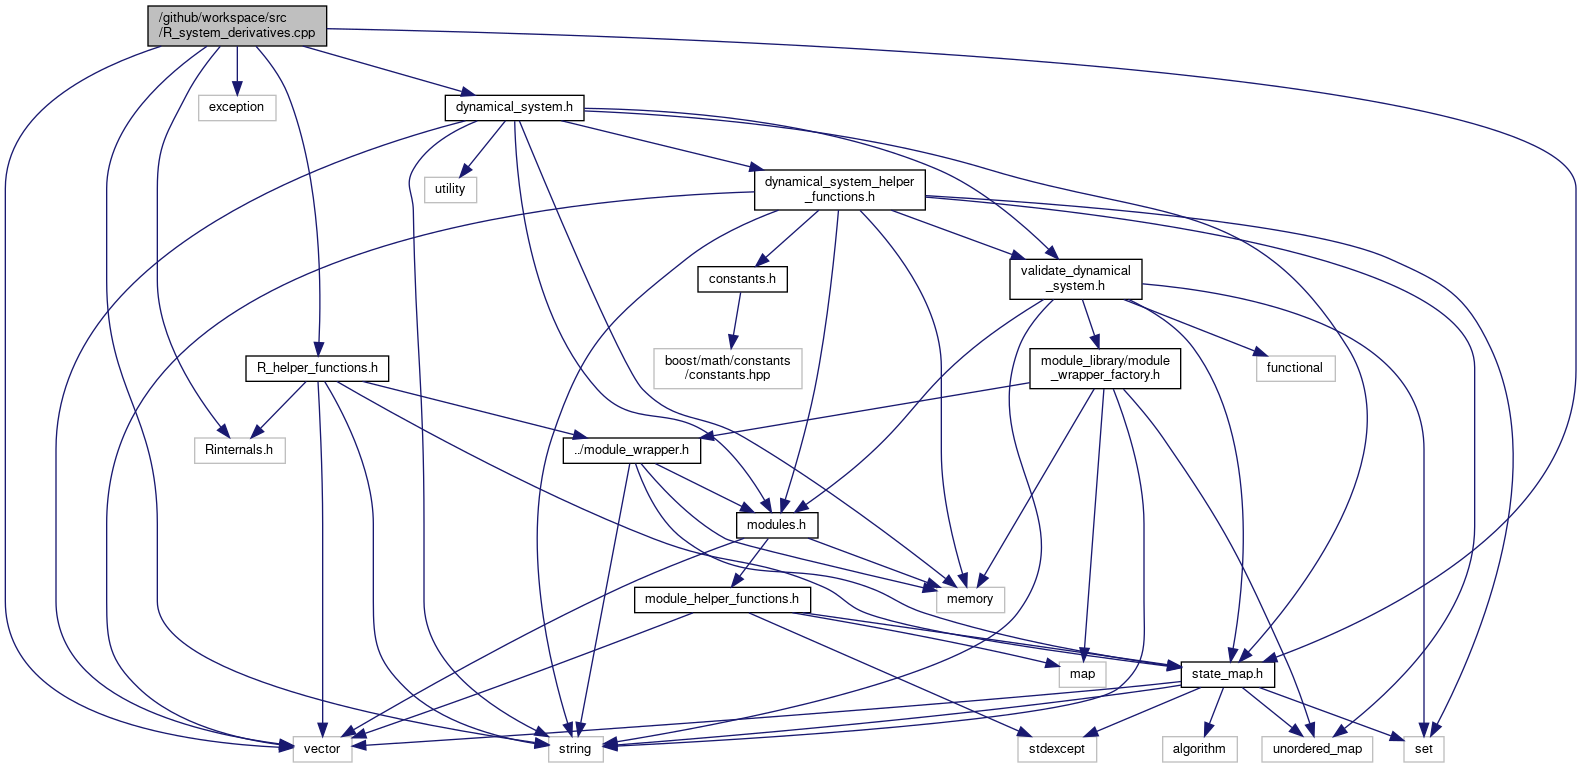 /github/workspace/src
/R_system_derivatives.cpp
exception
dynamical_system.h
utility
dynamical_system_helper
_functions.h
constants.h
validate_dynamical
_system.h
boost/math/constants
/constants.hpp
module_library/module
_wrapper_factory.h
functional
R_helper_functions.h
Rinternals.h
../module_wrapper.h
modules.h
module_helper_functions.h
memory
map
state_map.h
vector
string
stdexcept
algorithm
unordered_map
set